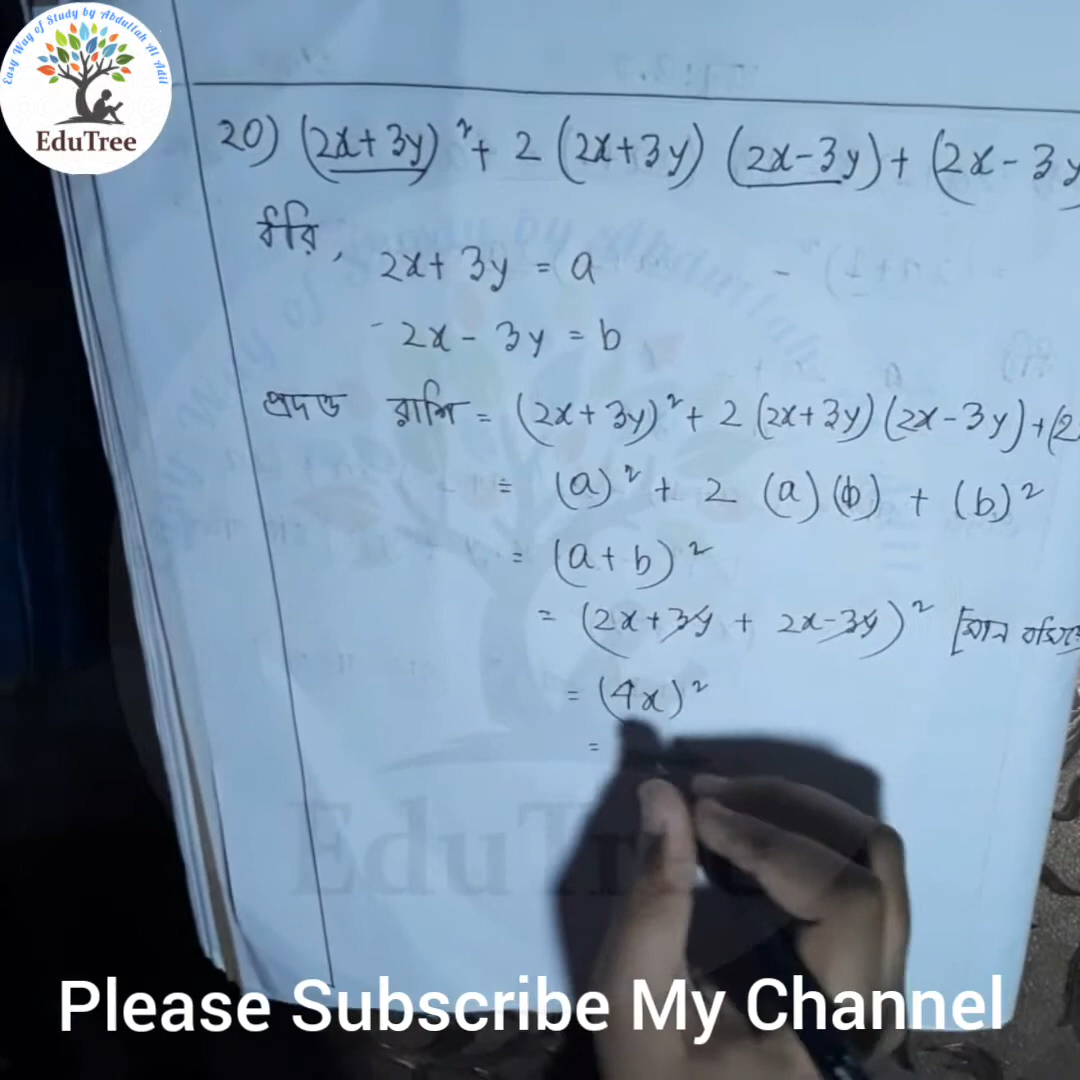 Easy Way of Study by Abdullah Al Adil
EduTree
20) (2x+3y)² + 2 (2x+3y) (2x-3y) + (2x-3y
ধরি,
2x+3y = a
2x-3y = b
প্রদত্ত রাশি = (2x+3y)² + 2 (2x+3y) (2x-3y) + (2
= (a)² + 2 (a) (b) + (b)²
= (a+b)²
= (2x+3y + 2x-3y)² [মান বসিয়ে
= (4x)²
=
EduTree
Please Subscribe My Channel